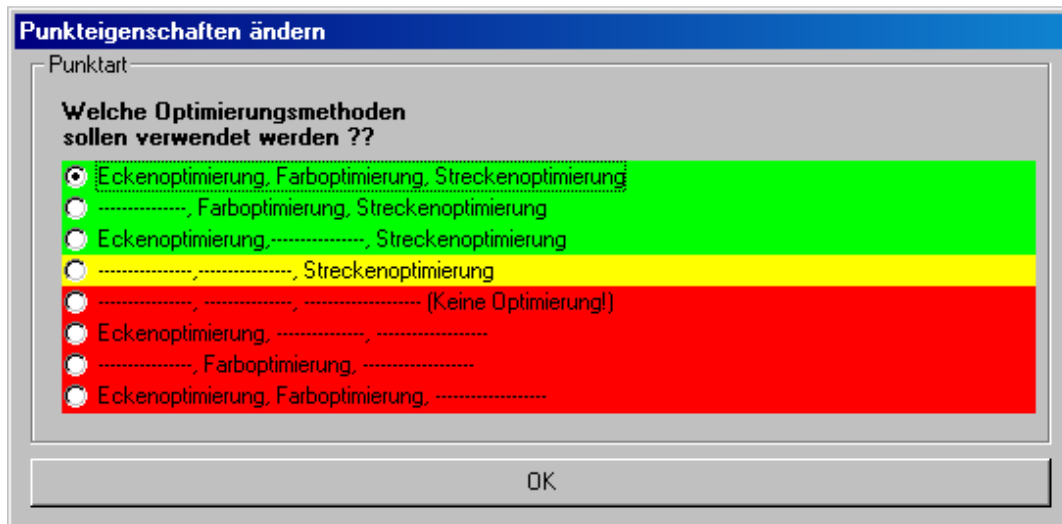 Punkteigenschaften ändern
Punktart
Welche Optimierungsmethoden
sollen verwendet werden ??
Eckenoptimierung, Farboptimierung, Streckenoptimierung
---------------, Farboptimierung, Streckenoptimierung
Eckenoptimierung,----------------, Streckenoptimierung
----------------,----------------, Streckenoptimierung
----------------, ---------------, -------------------- (Keine Optimierung!)
Eckenoptimierung, ---------------, -------------------
----------------, Farboptimierung, -------------------
Eckenoptimierung, Farboptimierung, -------------------
OK